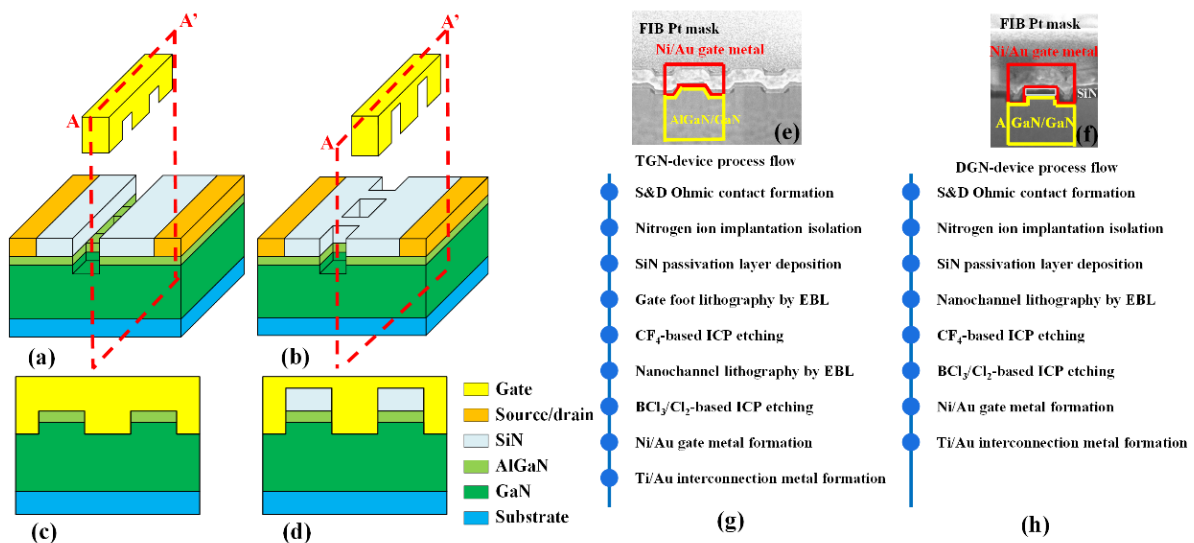 A'
A'
A
A
(a)
(b)
(c)
(d)
Gate
Source/drain
SiN
AlGaN
GaN
Substrate
FIB Pt mask
Ni/Au gate metal
AlGaN/GaN
(e)
FIB Pt mask
Ni/Au gate metal
SiN
AlGaN/GaN
(f)
TGN-device process flow
S&D Ohmic contact formation
Nitrogen ion implantation isolation
SiN passivation layer deposition
Gate foot lithography by EBL
CF₄-based ICP etching
Nanochannel lithography by EBL
BCl₃/Cl₂-based ICP etching
Ni/Au gate metal formation
Ti/Au interconnection metal formation
(g)
DGN-device process flow
S&D Ohmic contact formation
Nitrogen ion implantation isolation
SiN passivation layer deposition
Nanochannel lithography by EBL
CF₄-based ICP etching
BCl₃/Cl₂-based ICP etching
Ni/Au gate metal formation
Ti/Au interconnection metal formation
(h)